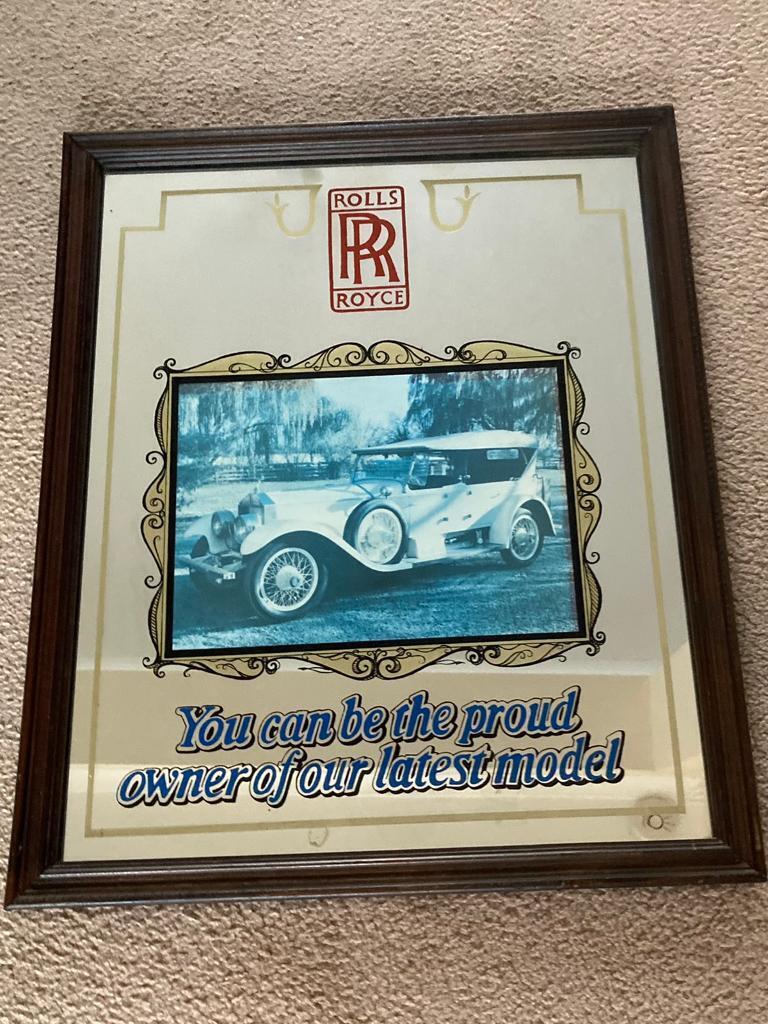 ROLLS
RR
ROYCE
You can be the proud
owner of our latest model